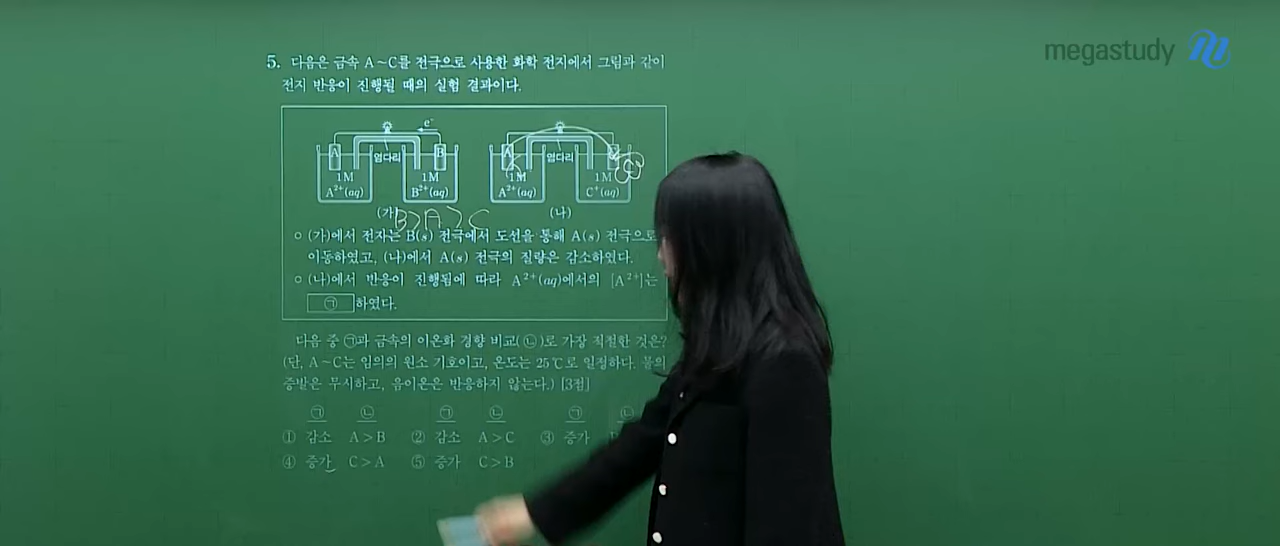 megastudy
5. 다음은 금속 A~C를 전극으로 사용한 화학 전지에서 그림과 같이
전지 반응이 진행될 때의 실험 결과이다.
e⁻
A 염다리 B A 염다리
1M 1M 1M 1M
A²⁺(aq) B²⁺(aq) A²⁺(aq) C⁺(aq)
(가) (나)
B>A>C
○ (가)에서 전자는 B(s) 전극에서 도선을 통해 A(s) 전극으로
이동하였고, (나)에서 A(s) 전극의 질량은 감소하였다.
○ (나)에서 반응이 진행됨에 따라 A²⁺(aq)에서의 [A²⁺]는
㉠ 하였다.
다음 중 ㉠과 금속의 이온화 경향 비교(㉡)로 가장 적절한 것은?
(단, A~C는 임의의 원소 기호이고, 온도는 25℃로 일정하다. 물의
증발은 무시하고, 음이온은 반응하지 않는다.) [3점]
㉠ ㉡ ㉠ ㉡ ㉠ ㉡
① 감소 A>B ② 감소 A>C ③ 증가
④ 증가 C>A ⑤ 증가 C>B